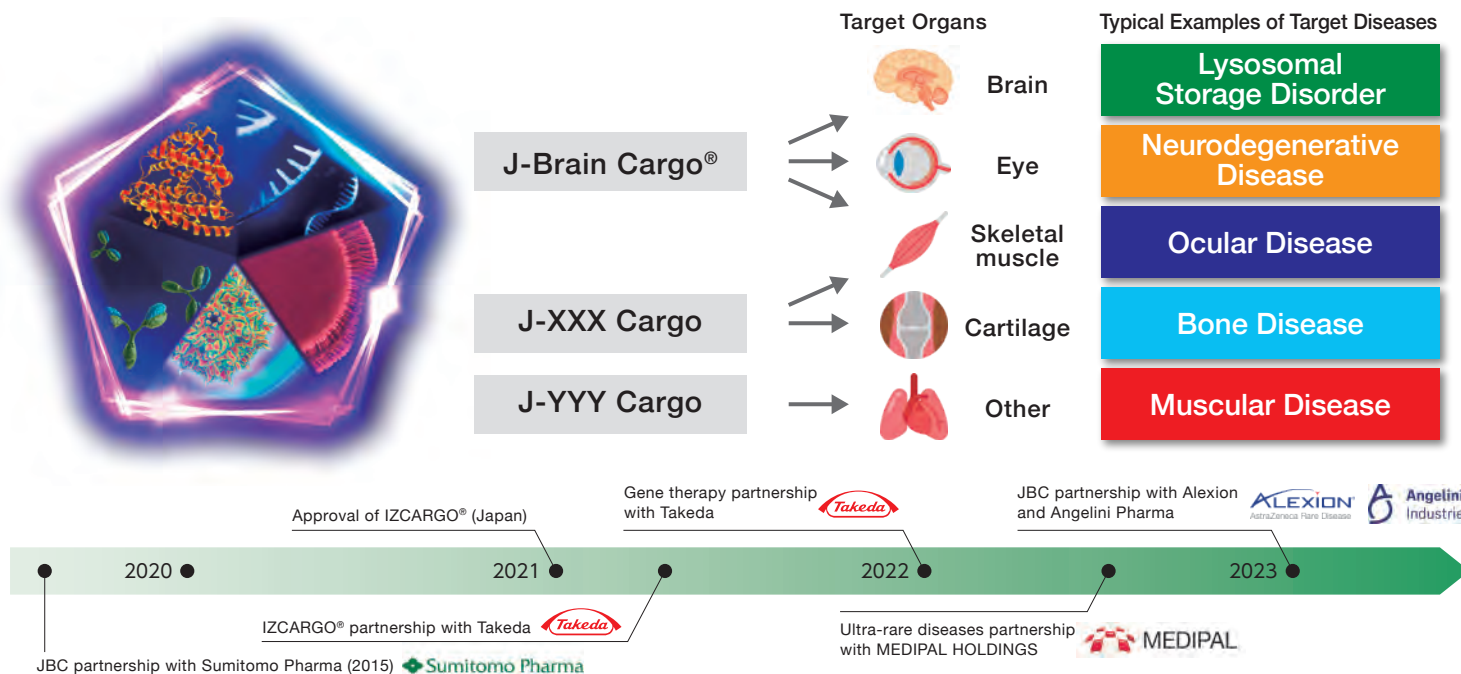 Target Organs
Typical Examples of Target Diseases
J-Brain Cargo®
J-XXX Cargo
J-YYY Cargo
Brain
Eye
Skeletal
muscle
Cartilage
Other
Lysosomal
Storage Disorder
Neurodegenerative
Disease
Ocular Disease
Bone Disease
Muscular Disease
Approval of IZCARGO® (Japan)
Gene therapy partnership
with Takeda
Takeda
JBC partnership with Alexion
and Angelini Pharma
ALEXION
AstraZeneca Rare Disease
Angelini
Industrie
2020
2021
2022
2023
JBC partnership with Sumitomo Pharma (2015)
Sumitomo Pharma
IZCARGO® partnership with Takeda
Takeda
Ultra-rare diseases partnership
with MEDIPAL HOLDINGS
MEDIPAL